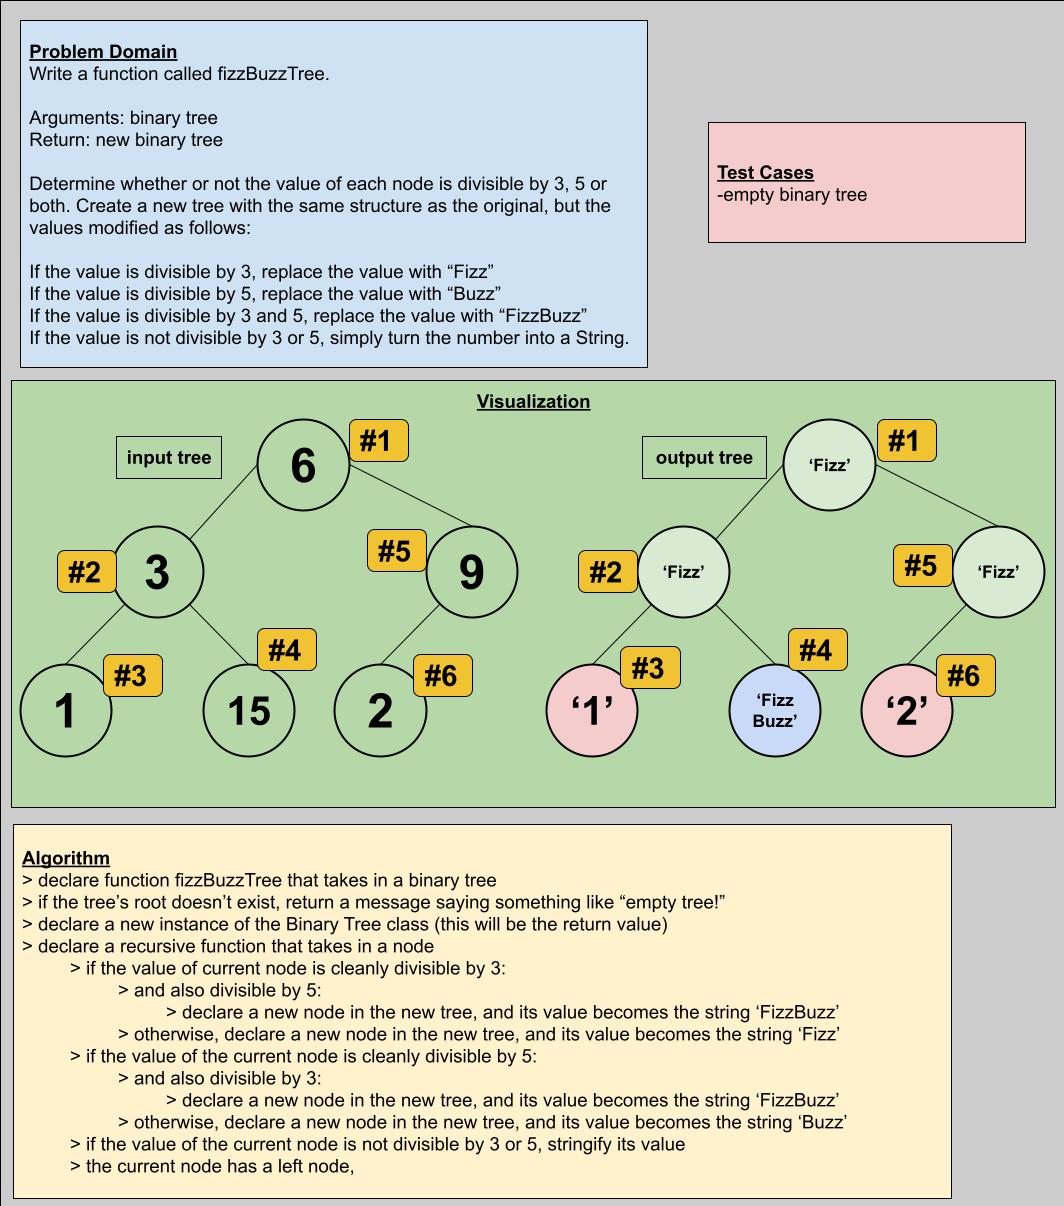 Problem Domain
Write a function called fizzBuzzTree.
Arguments: binary tree
Return: new binary tree
Determine whether or not the value of each node is divisible by 3, 5 or
both. Create a new tree with the same structure as the original, but the
values modified as follows:
If the value is divisible by 3, replace the value with “Fizz”
If the value is divisible by 5, replace the value with “Buzz”
If the value is divisible by 3 and 5, replace the value with “FizzBuzz”
If the value is not divisible by 3 or 5, simply turn the number into a String.
Test Cases
-empty binary tree
Visualization
input tree
6
#1
#2
3
#5
9
1
#3
15
#4
2
#6
output tree
‘Fizz’
#1
#2
‘Fizz’
#5
‘Fizz’
‘1’
#3
‘Fizz
Buzz’
#4
‘2’
#6
Algorithm
> declare function fizzBuzzTree that takes in a binary tree
> if the tree’s root doesn’t exist, return a message saying something like “empty tree!”
> declare a new instance of the Binary Tree class (this will be the return value)
> declare a recursive function that takes in a node
> if the value of current node is cleanly divisible by 3:
> and also divisible by 5:
> declare a new node in the new tree, and its value becomes the string ‘FizzBuzz’
> otherwise, declare a new node in the new tree, and its value becomes the string ‘Fizz’
> if the value of the current node is cleanly divisible by 5:
> and also divisible by 3:
> declare a new node in the new tree, and its value becomes the string ‘FizzBuzz’
> otherwise, declare a new node in the new tree, and its value becomes the string ‘Buzz’
> if the value of the current node is not divisible by 3 or 5, stringify its value
> the current node has a left node,